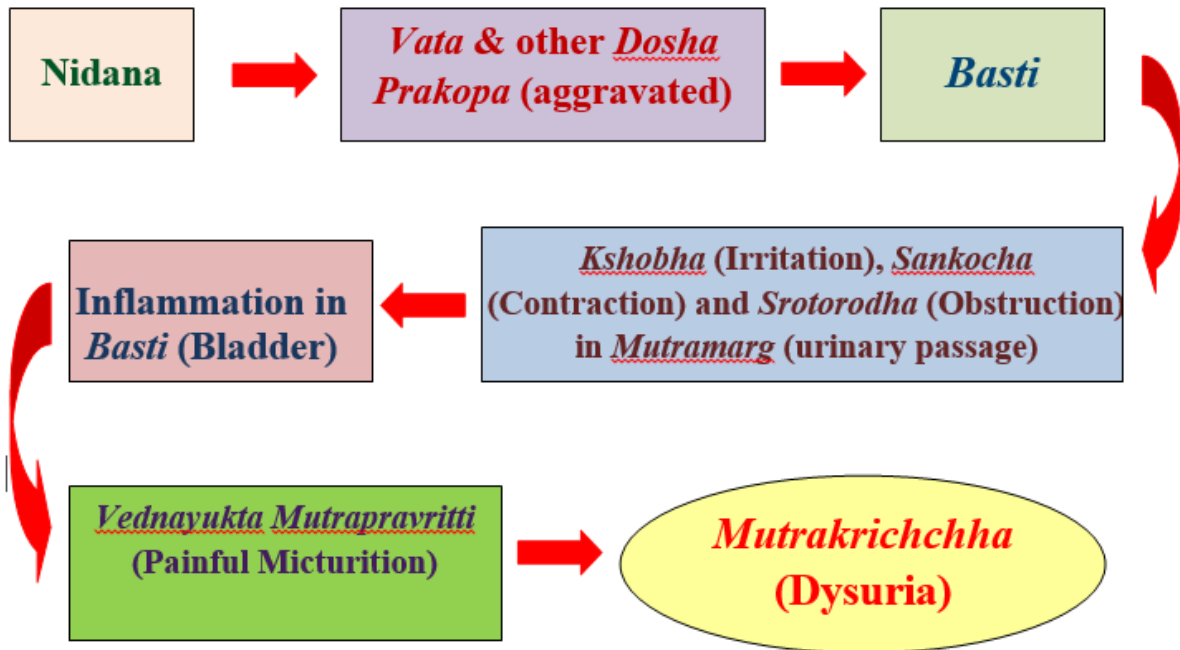 Nidana
Vata & other Dosha
Prakopa (aggravated)
Basti
Kshobha (Irritation), Sankocha
(Contraction) and Srotorodha (Obstruction)
in Mutramarg (urinary passage)
Inflammation in
Basti (Bladder)
Vednayukta Mutrapravritti
(Painful Micturition)
Mutrakrichchha
(Dysuria)